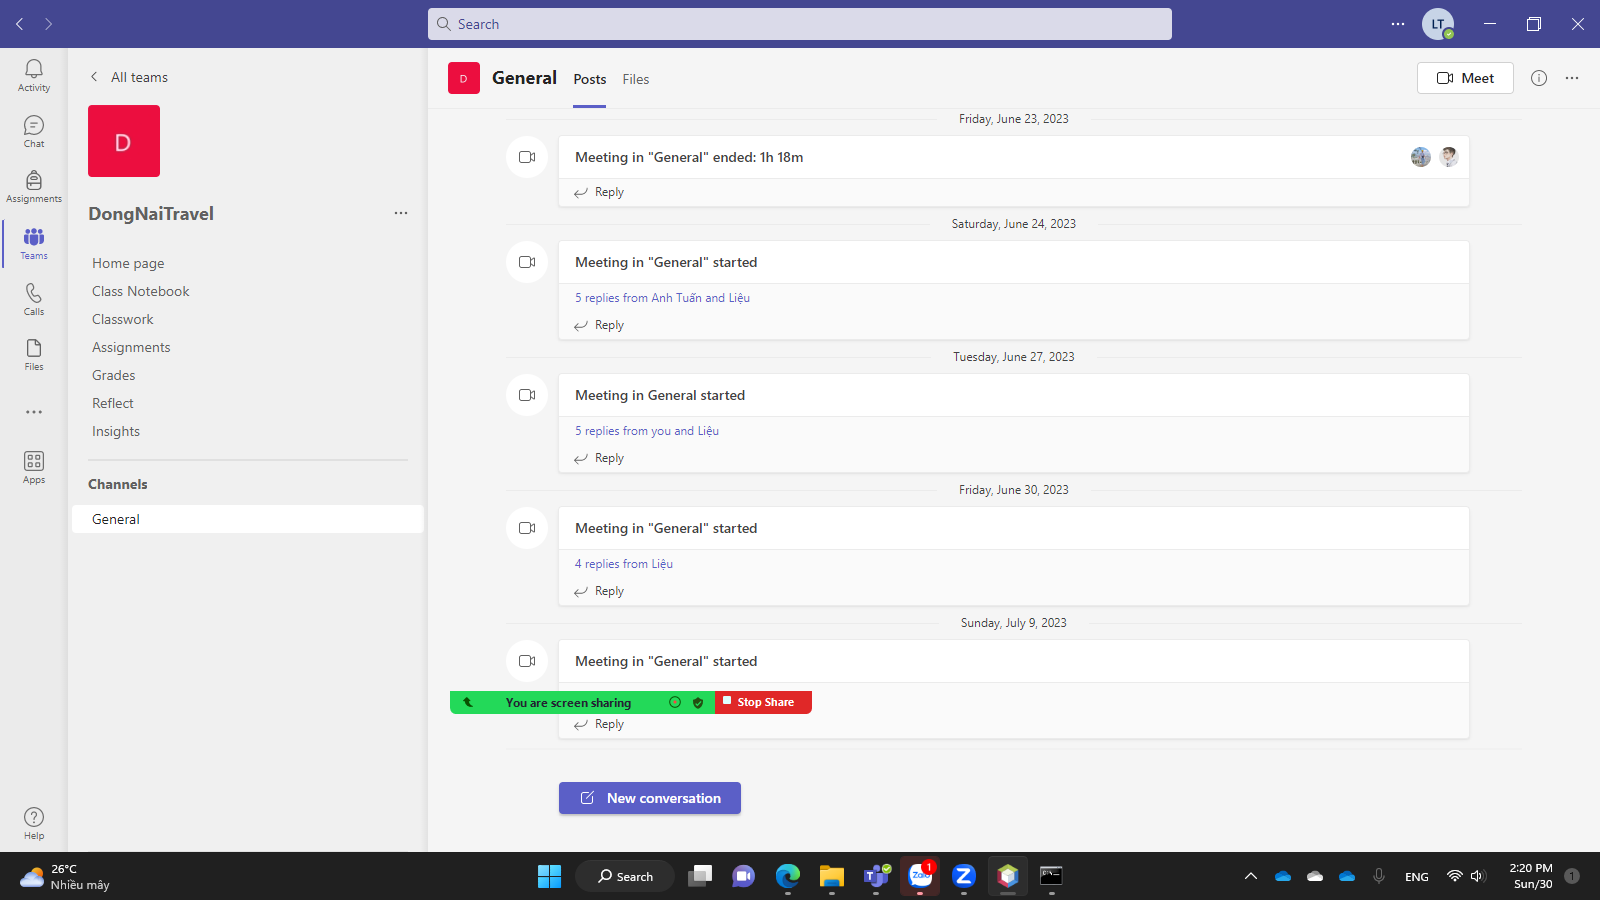 Search
LT
Activity
Chat
Assignments
Teams
Calls
Files
Apps
Help
All teams
D
DongNaiTravel
Home page
Class Notebook
Classwork
Assignments
Grades
Reflect
Insights
Channels
General
D
General
Posts
Files
Meet
Friday, June 23, 2023
Meeting in "General" ended: 1h 18m
Reply
Saturday, June 24, 2023
Meeting in "General" started
5 replies from Anh Tuấn and Liệu
Reply
Tuesday, June 27, 2023
Meeting in General started
5 replies from you and Liệu
Reply
Friday, June 30, 2023
Meeting in "General" started
4 replies from Liệu
Reply
Sunday, July 9, 2023
Meeting in "General" started
You are screen sharing
Stop Share
Reply
New conversation
26°C
Nhiều mây
Search
Zalo
1
ENG
2:20 PM
Sun/30
1